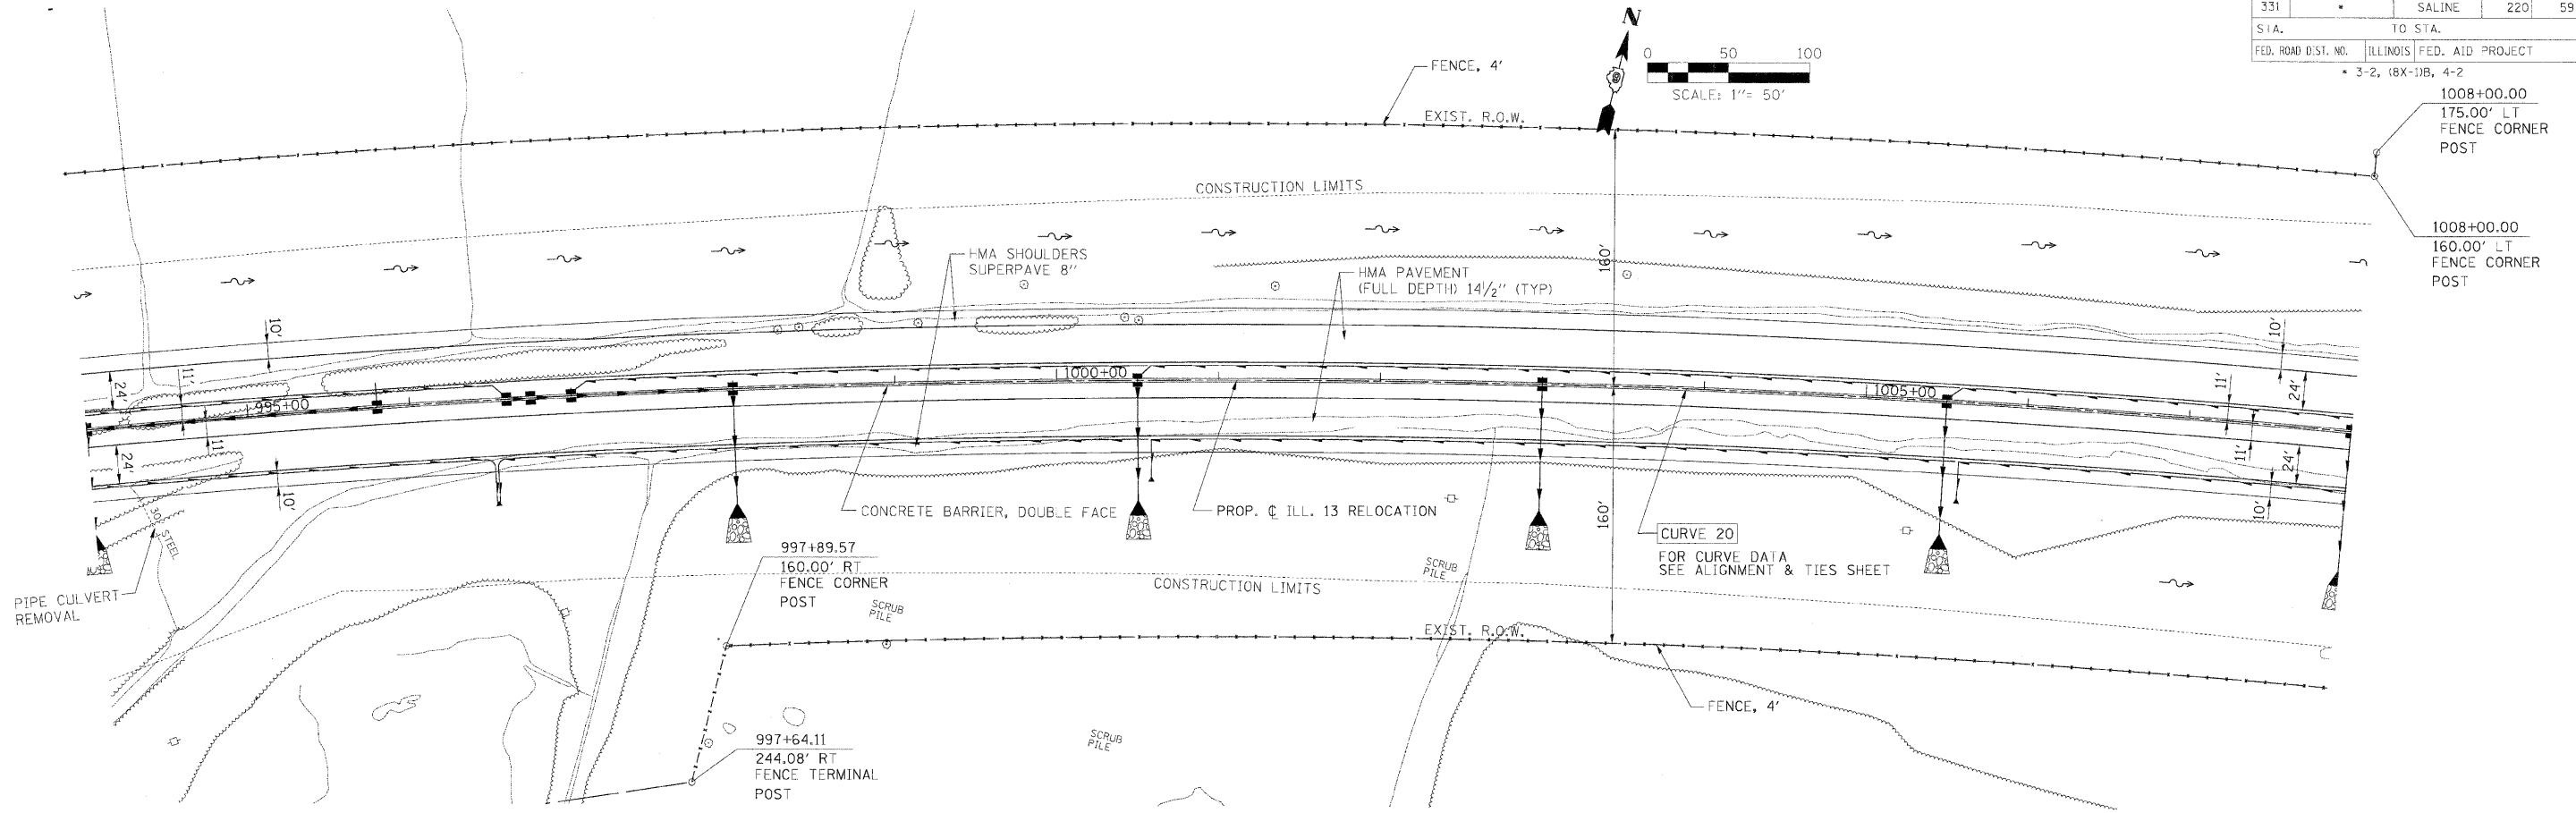 331 * SALINE 220 59
STA. TO STA.
FED. ROAD DIST. NO. ILLINOIS FED. AID PROJECT
* 3-2, (8X-1)B, 4-2
N
0 50 100
SCALE: 1"= 50'
FENCE, 4'
EXIST. R.O.W.
1008+00.00
175.00' LT
FENCE CORNER
POST
CONSTRUCTION LIMITS
1008+00.00
160.00' LT
FENCE CORNER
POST
HMA SHOULDERS
SUPERPAVE 8"
HMA PAVEMENT
(FULL DEPTH) 14 1/2" (TYP)
160'
10'
10'
24'
11'
995+00
1000+00
1005+00
11'
24'
11'
24'
10'
11'
24'
10'
30" STEEL
PIPE CULVERT
REMOVAL
CONCRETE BARRIER, DOUBLE FACE
PROP. ℄ ILL. 13 RELOCATION
160'
CURVE 20
FOR CURVE DATA
SEE ALIGNMENT & TIES SHEET
997+89.57
160.00' RT
FENCE CORNER
POST
SCRUB
PILE
SCRUB
PILE
CONSTRUCTION LIMITS
EXIST. R.O.W.
FENCE, 4'
997+64.11
244.08' RT
FENCE TERMINAL
POST
SCRUB
PILE